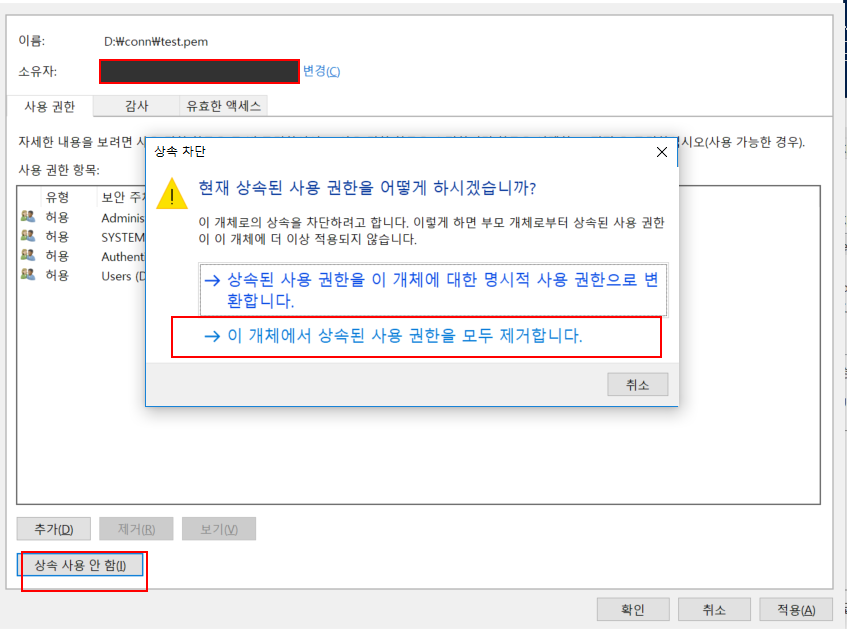 이름: D:\conn\test.pem
소유자: 변경(C)
사용 권한 감사 유효한 액세스
자세한 내용을 보려면 시오(사용 가능한 경우).
사용 권한 항목:
유형 보안 주
허용 Adminis
허용 SYSTEM
허용 Authent
허용 Users (D
상속 차단
현재 상속된 사용 권한을 어떻게 하시겠습니까?
이 개체로의 상속을 차단하려고 합니다. 이렇게 하면 부모 개체로부터 상속된 사용 권한
이 이 개체에 더 이상 적용되지 않습니다.
→ 상속된 사용 권한을 이 개체에 대한 명시적 사용 권한으로 변
환합니다.
→ 이 개체에서 상속된 사용 권한을 모두 제거합니다.
취소
추가(D) 제거(R) 보기(V)
상속 사용 안 함(I)
확인 취소 적용(A)